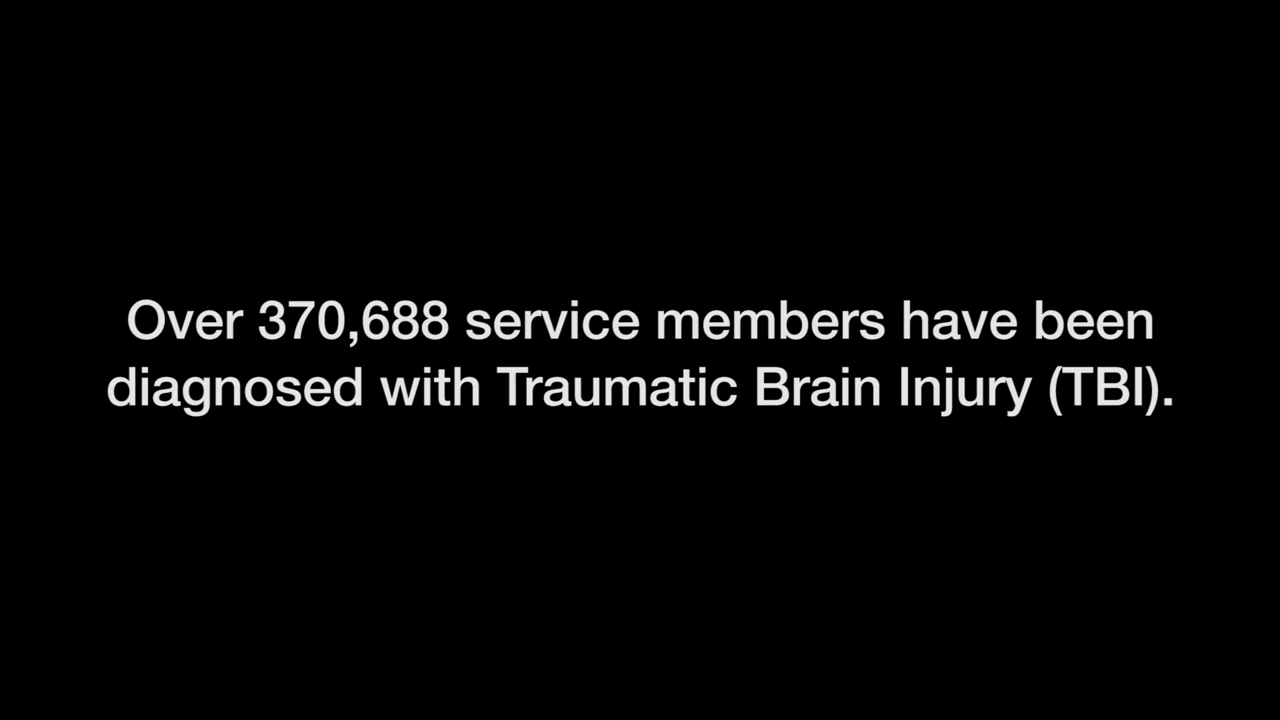 Over 370,688 service members have been
diagnosed with Traumatic Brain Injury (TBI).